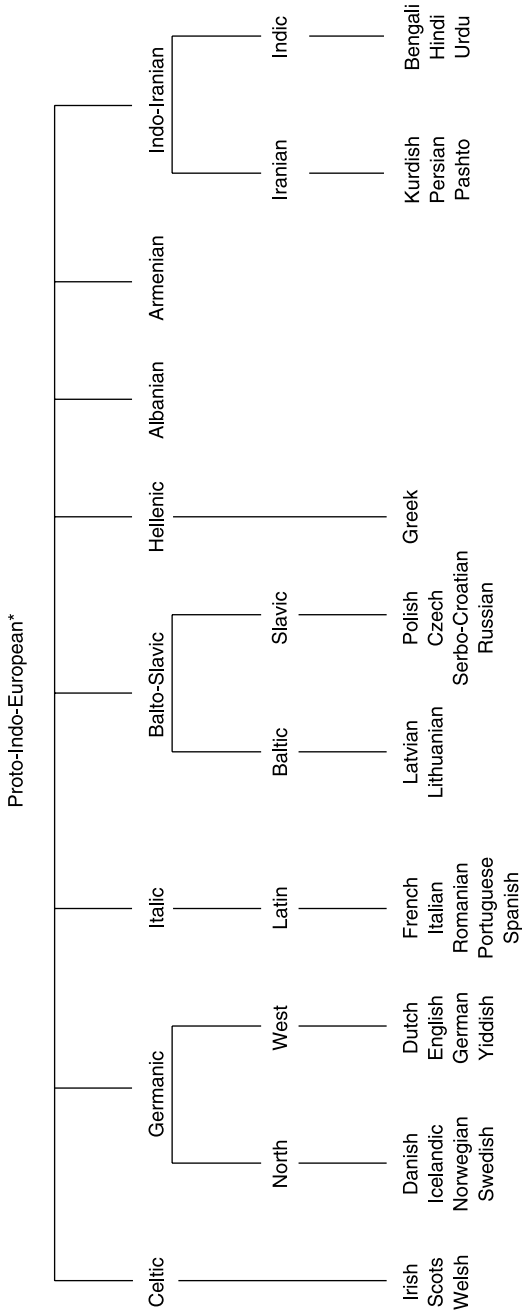 Proto-Indo-European*
Celtic
Germanic
Italic
Balto-Slavic
Hellenic
Albanian
Armenian
Indo-Iranian
North
West
Latin
Baltic
Slavic
Iranian
Indic
Irish
Scots
Welsh
Danish
Icelandic
Norwegian
Swedish
Dutch
English
German
Yiddish
French
Italian
Romanian
Portuguese
Spanish
Latvian
Lithuanian
Polish
Czech
Serbo-Croatian
Russian
Greek
Kurdish
Persian
Pashto
Bengali
Hindi
Urdu